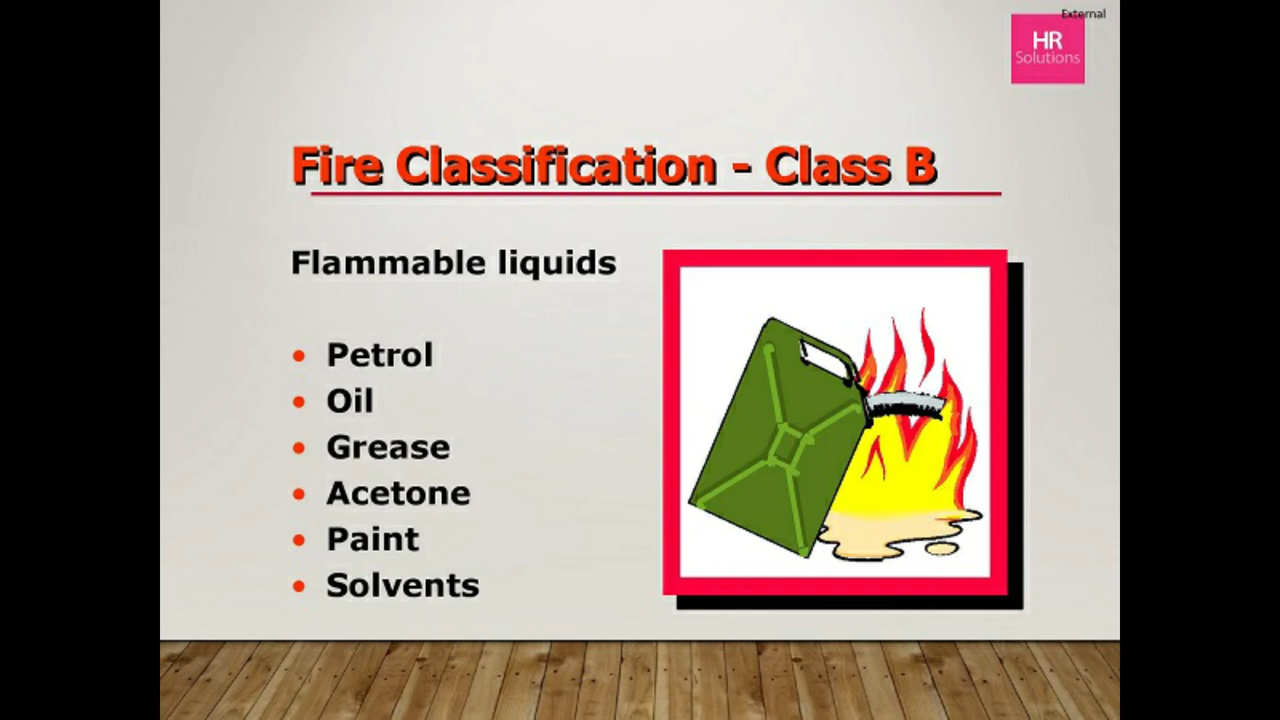 External
HR
Solutions
Fire Classification - Class B
Flammable liquids
• Petrol
• Oil
• Grease
• Acetone
• Paint
• Solvents